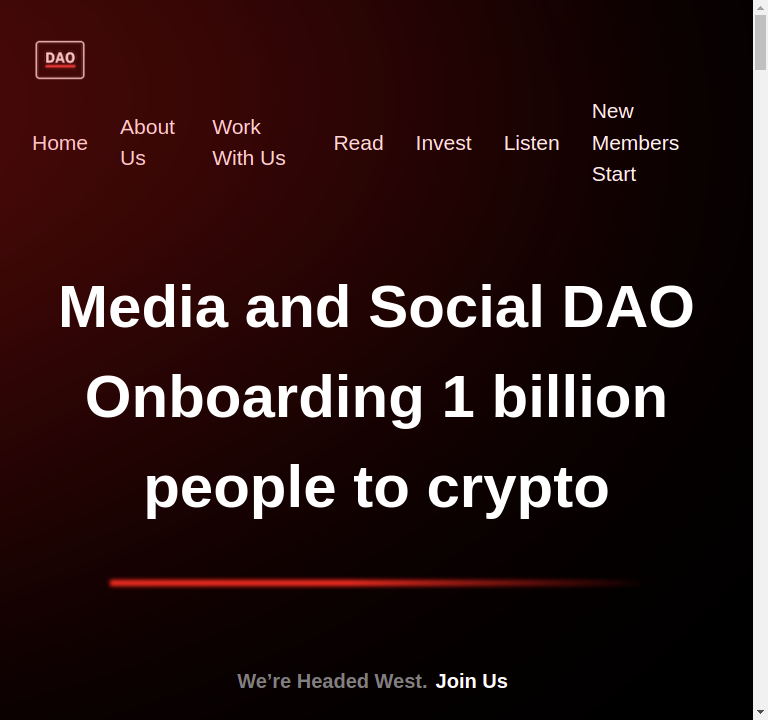 DAO
Home
About
Us
Work
With Us
Read
Invest
Listen
New
Members
Start
Media and Social DAO
Onboarding 1 billion
people to crypto
We’re Headed West. Join Us